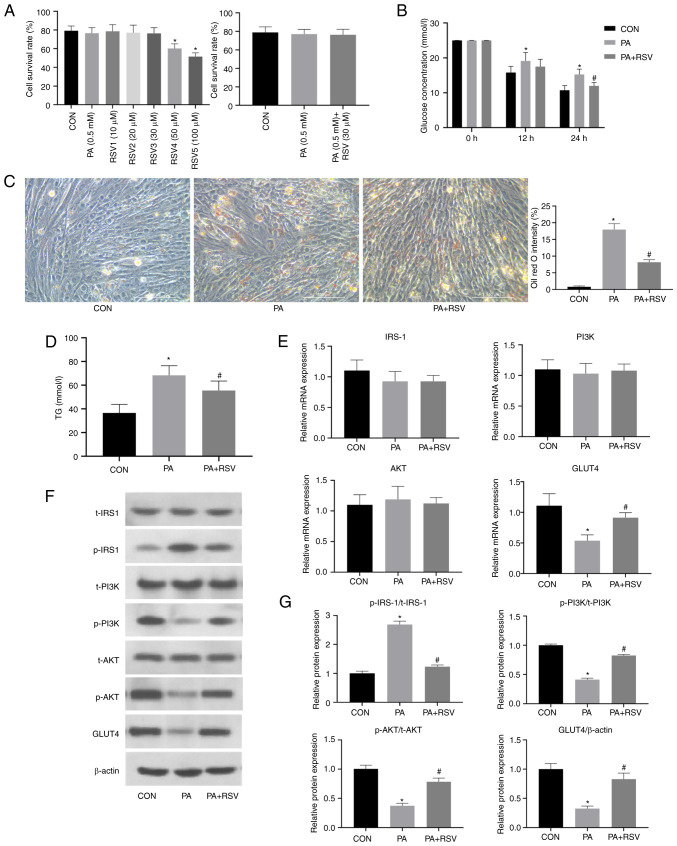 A
Cell survival rate (%)
100
80
60
40
20
0
*
*
CON
PA (0.5 mM)
RSV1 (10 μM)
RSV2 (20 μM)
RSV3 (30 μM)
RSV4 (50 μM)
RSV5 (100 μM)
Cell survival rate (%)
100
80
60
40
20
0
CON
PA (0.5 mM)
PA (0.5 mM)+
RSV (30 μM)
B
Glucose concentration (mmol/l)
30
20
10
0
*
*
#
0 h
12 h
24 h
CON
PA
PA+RSV
C
CON
PA
PA+RSV
Oil red O intensity (%)
25
20
15
10
5
0
*
#
CON
PA
PA+RSV
D
TG (mmol/l)
100
80
60
40
20
0
*
#
CON
PA
PA+RSV
E
IRS-1
Relative mRNA expression
1.5
1.0
0.5
0.0
CON
PA
PA+RSV
PI3K
Relative mRNA expression
1.5
1.0
0.5
0.0
CON
PA
PA+RSV
AKT
Relative mRNA expression
1.5
1.0
0.5
0.0
CON
PA
PA+RSV
GLUT4
Relative mRNA expression
1.5
1.0
0.5
0.0
*
#
CON
PA
PA+RSV
F
t-IRS1
p-IRS1
t-PI3K
p-PI3K
t-AKT
p-AKT
GLUT4
β-actin
CON
PA
PA+RSV
G
p-IRS-1/t-IRS-1
Relative protein expression
3
2
1
0
*
#
CON
PA
PA+RSV
p-PI3K/t-PI3K
Relative protein expression
1.5
1.0
0.5
0.0
*
#
CON
PA
PA+RSV
p-AKT/t-AKT
Relative protein expression
1.5
1.0
0.5
0.0
*
#
CON
PA
PA+RSV
GLUT4/β-actin
Relative protein expression
1.5
1.0
0.5
0.0
*
#
CON
PA
PA+RSV